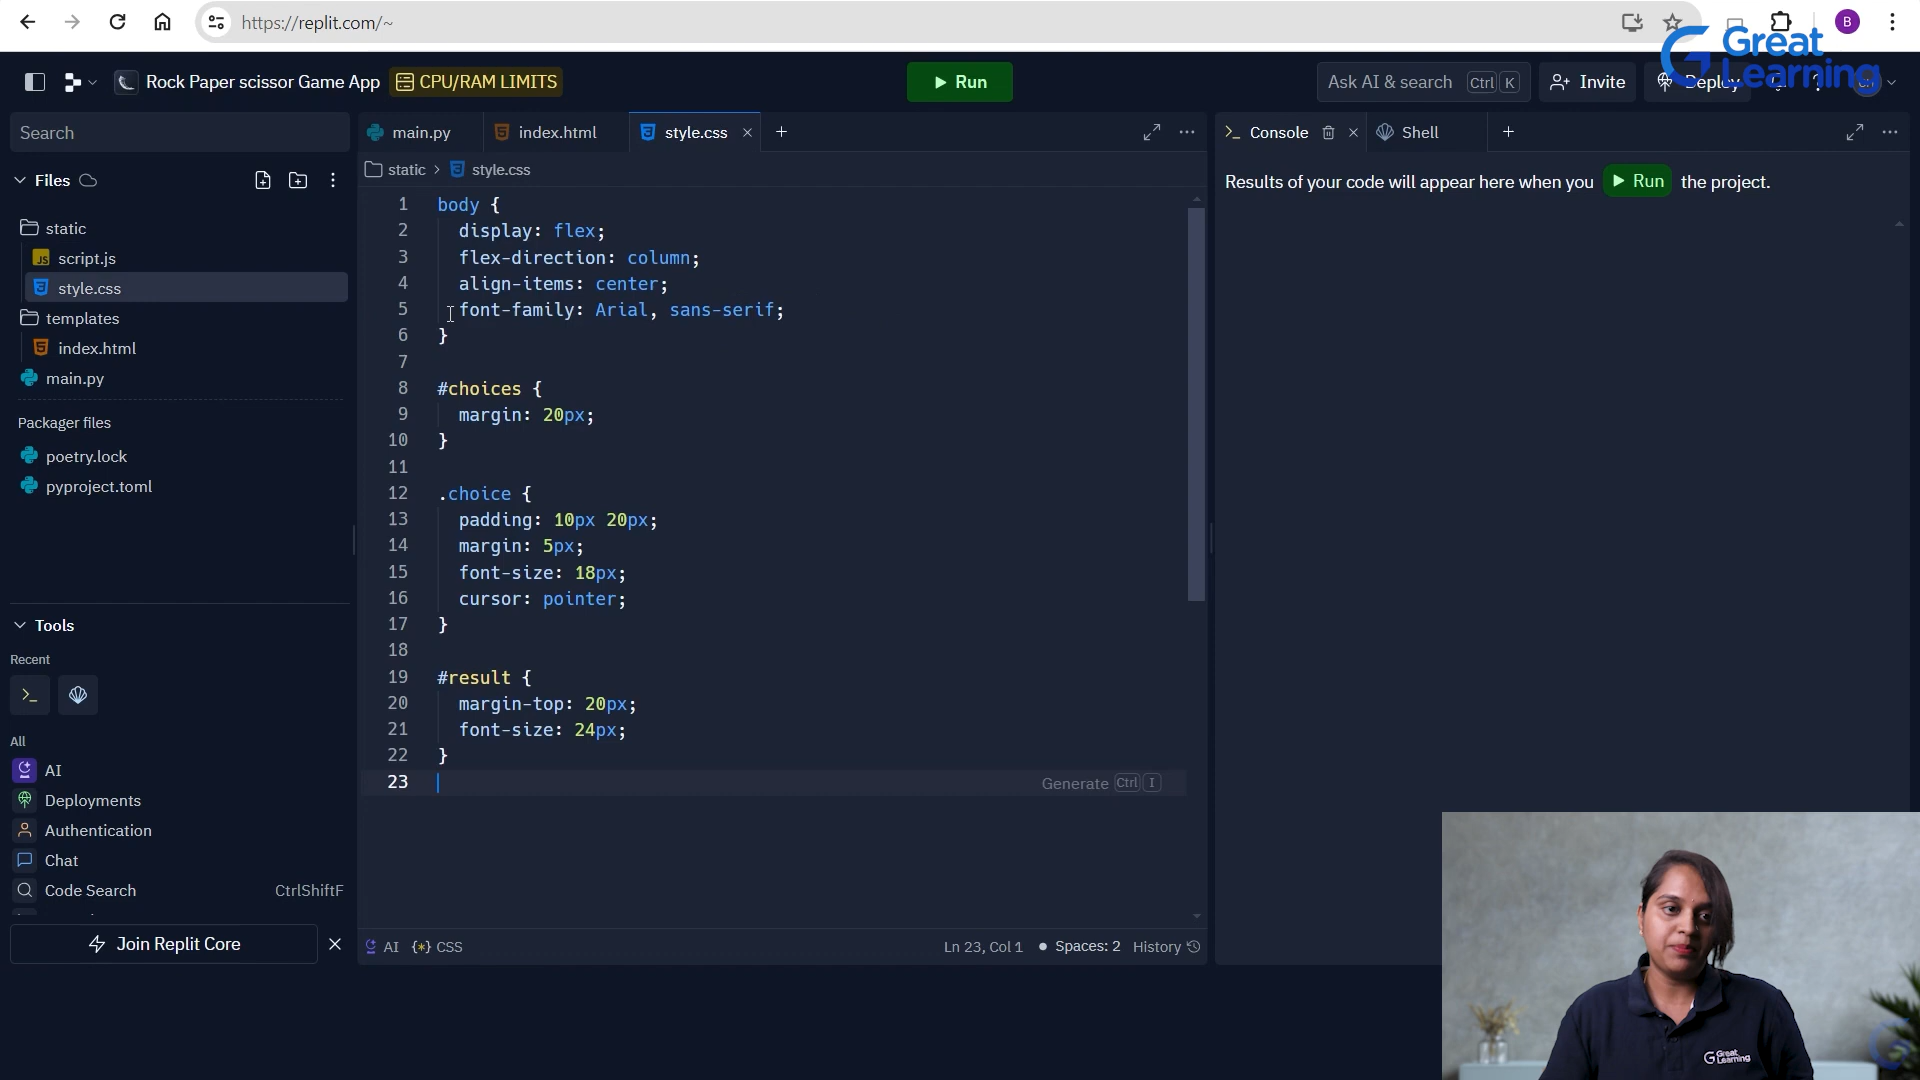 https://replit.com/~
B
Great Learning
Rock Paper scissor Game App
CPU/RAM LIMITS
Run
Ask AI & search
Ctrl K
Invite
Deploy
Search
main.py
index.html
style.css
Console
Shell
Files
static > style.css
Results of your code will appear here when you Run the project.
static
script.js
style.css
templates
index.html
main.py
Packager files
poetry.lock
pyproject.toml
Tools
Recent
All
AI
Deployments
Authentication
Chat
Code Search CtrlShiftF
Join Replit Core
1 body {
2 display: flex;
3 flex-direction: column;
4 align-items: center;
5 font-family: Arial, sans-serif;
6 }
7
8 #choices {
9 margin: 20px;
10 }
11
12 .choice {
13 padding: 10px 20px;
14 margin: 5px;
15 font-size: 18px;
16 cursor: pointer;
17 }
18
19 #result {
20 margin-top: 20px;
21 font-size: 24px;
22 }
23
Generate Ctrl I
AI {*} CSS
Ln 23, Col 1
Spaces: 2
History
Great Learning